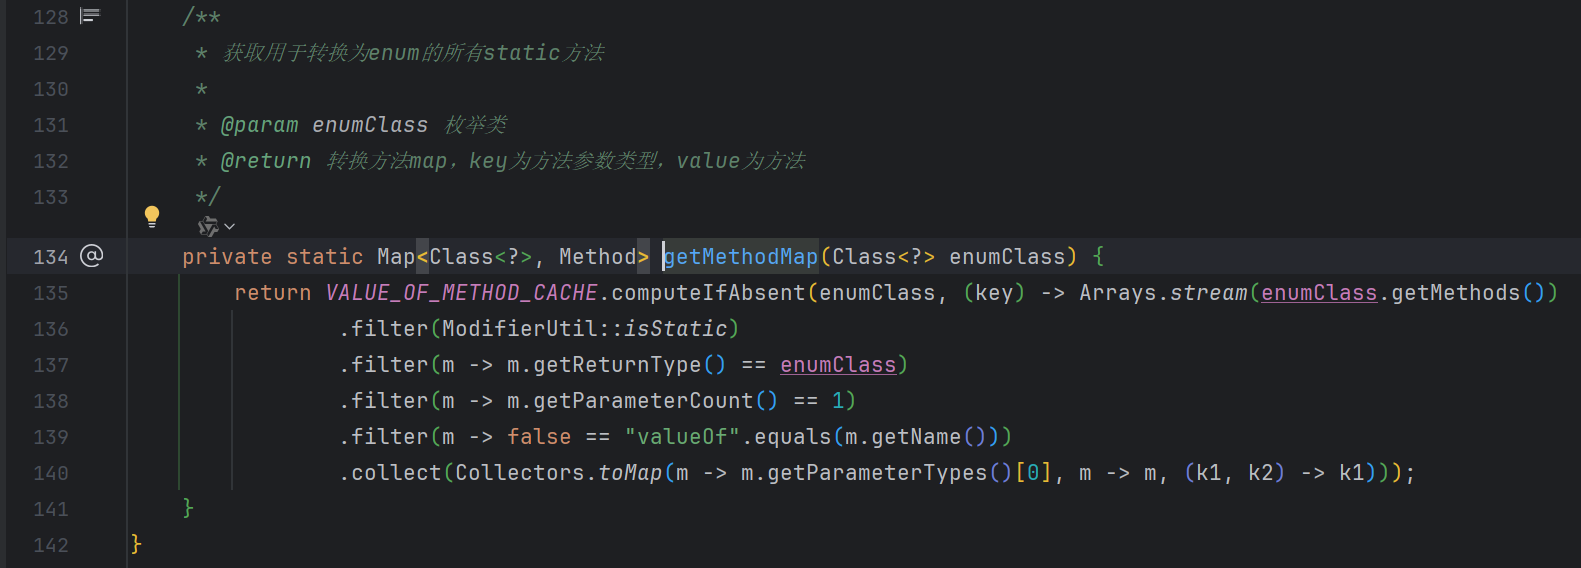 128 /**
129 * 获取用于转换为enum的所有static方法
130 *
131 * @param enumClass 枚举类
132 * @return 转换方法map，key为方法参数类型，value为方法
133 */
134 private static Map<Class<?>, Method> getMethodMap(Class<?> enumClass) {
135 return VALUE_OF_METHOD_CACHE.computeIfAbsent(enumClass, (key) -> Arrays.stream(enumClass.getMethods())
136 .filter(ModifierUtil::isStatic)
137 .filter(m -> m.getReturnType() == enumClass)
138 .filter(m -> m.getParameterCount() == 1)
139 .filter(m -> false == "valueOf".equals(m.getName()))
140 .collect(Collectors.toMap(m -> m.getParameterTypes()[0], m -> m, (k1, k2) -> k1)));
141 }
142 }